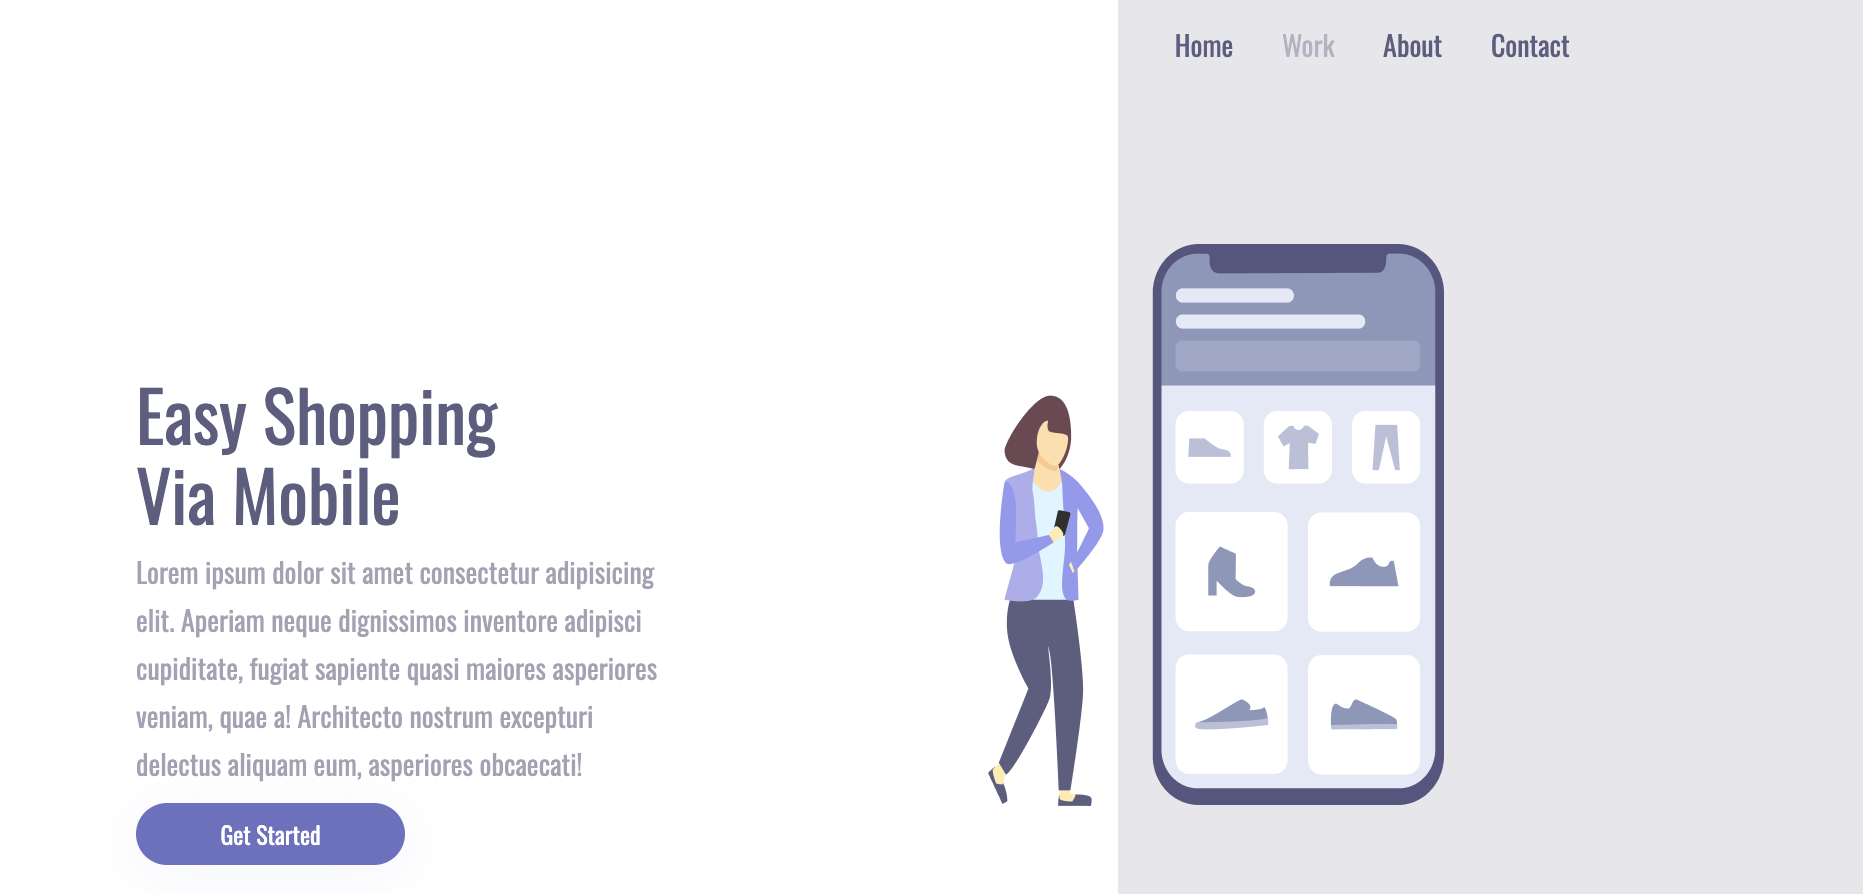 Home Work About Contact
Easy Shopping
Via Mobile
Lorem ipsum dolor sit amet consectetur adipisicing
elit. Aperiam neque dignissimos inventore adipisci
cupiditate, fugiat sapiente quasi maiores asperiores
veniam, quae a! Architecto nostrum excepturi
delectus aliquam eum, asperiores obcaecati!
Get Started